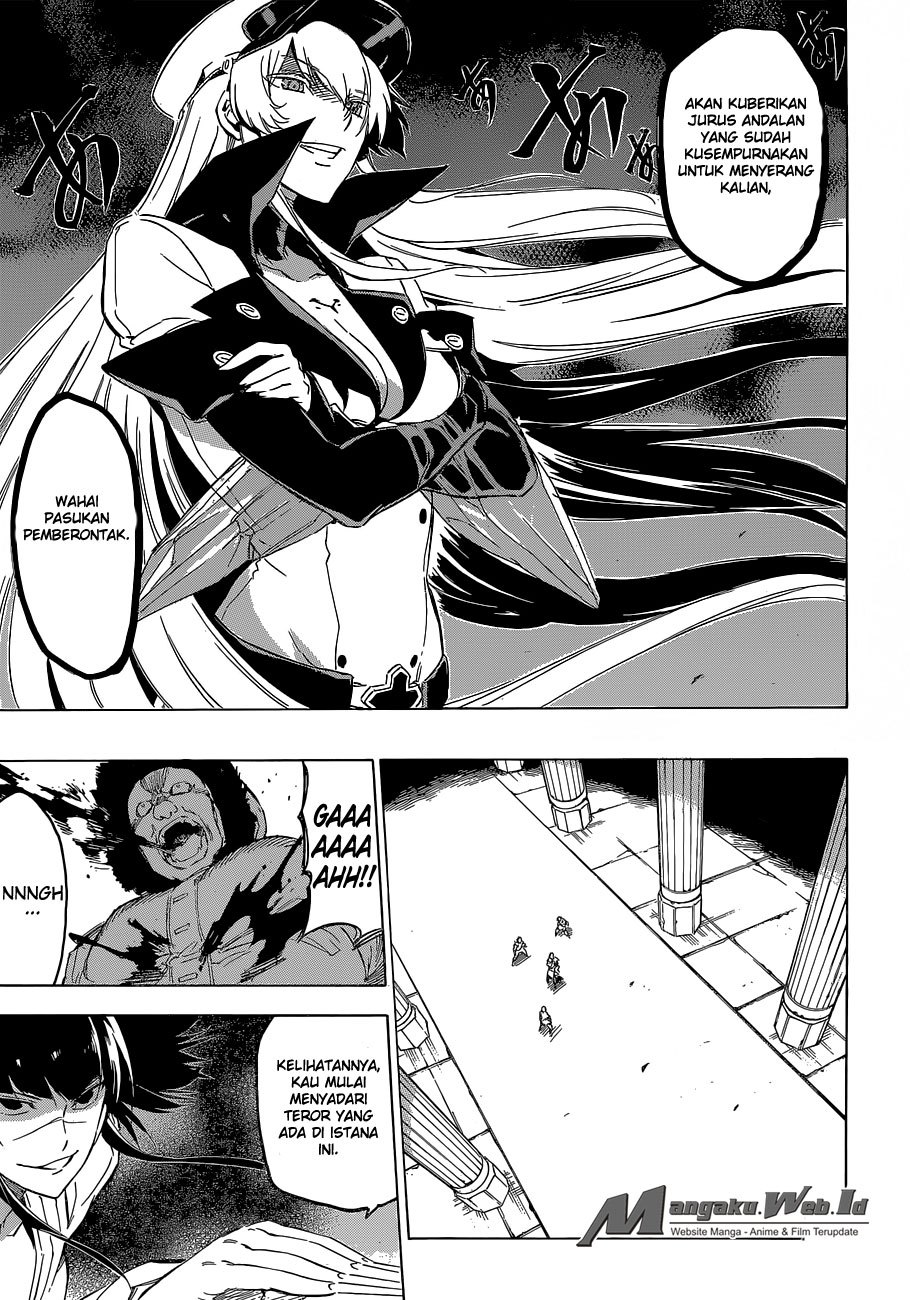 AKAN KUBERIKAN
JURUS ANDALAN
YANG SUDAH
KUSEMPURNAKAN
UNTUK MENYERANG
KALIAN,
WAHAI
PASUKAN
PEMBERONTAK.
GAAA
AAAA
AHH!!
NNNGH
...
KELIHATANNYA,
KAU MULAI
MENYADARI
TEROR YANG
ADA DI ISTANA
INI.
Mangaku.Web.Id
Website Manga - Anime & Film Terupdate